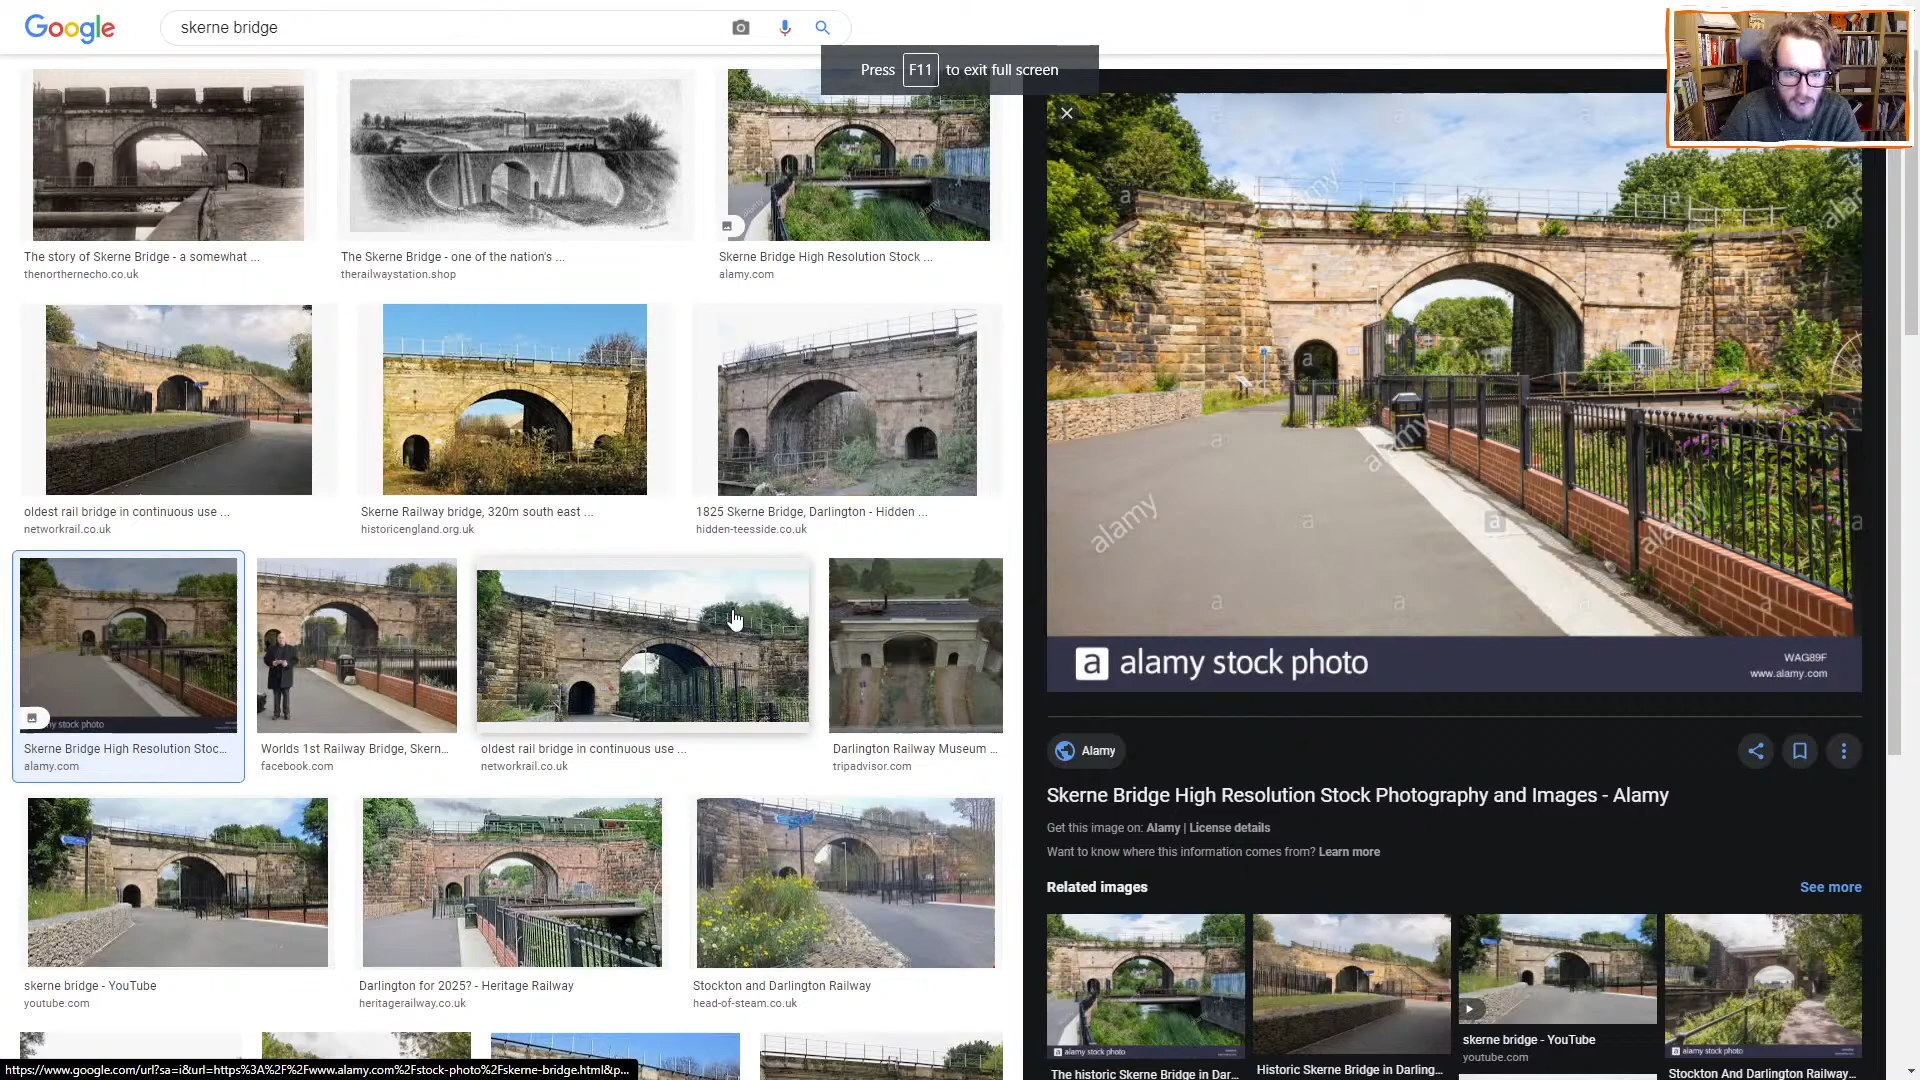 Google
skerne bridge
Press F11 to exit full screen
The story of Skerne Bridge - a somewhat ...
thenorthernecho.co.uk
The Skerne Bridge - one of the nation's ...
therailwaystation.shop
Skerne Bridge High Resolution Stock ...
alamy.com
oldest rail bridge in continuous use ...
networkrail.co.uk
Skerne Railway bridge, 320m south east ...
historicengland.org.uk
1825 Skerne Bridge, Darlington - Hidden ...
hidden-teesside.co.uk
Skerne Bridge High Resolution Stoc...
alamy.com
Worlds 1st Railway Bridge, Skern...
facebook.com
oldest rail bridge in continuous use ...
networkrail.co.uk
Darlington Railway Museum ...
tripadvisor.com
skerne bridge - YouTube
youtube.com
Darlington for 2025? - Heritage Railway
heritagerailway.co.uk
Stockton and Darlington Railway
head-of-steam.co.uk
https://www.google.com/url?sa=i&url=https%3A%2F%2Fwww.alamy.com%2Fstock-photo%2Fskerne-bridge.html&p...
alamy
a alamy stock photo
WAG89F
www.alamy.com
Alamy
Skerne Bridge High Resolution Stock Photography and Images - Alamy
Get this image on: Alamy | License details
Want to know where this information comes from? Learn more
Related images
See more
a alamy stock photo
The historic Skerne Bridge in Dar...
Historic Skerne Bridge in Darling...
skerne bridge - YouTube
youtube.com
a alamy stock photo
Stockton And Darlington Railway...